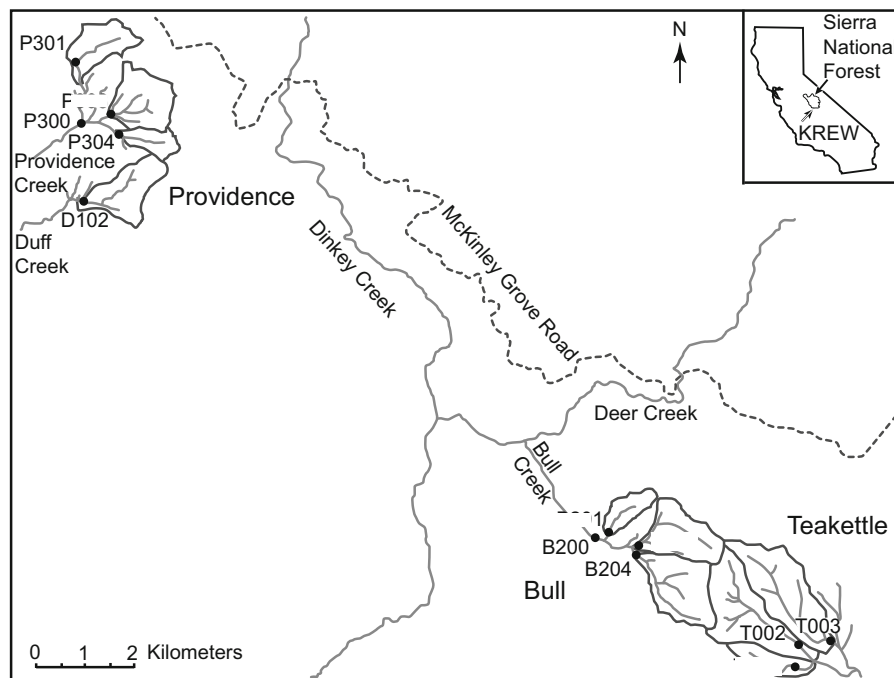 P301
F
P300
P304
Providence
Creek
D102
Duff
Creek
Providence
N
Sierra
Nationa
Forest
KREW
Dinkey Creek
McKinley Grove Road
Deer Creek
Bull
Creek
1
B200
B204
Bull
Teakettle
T002
T003
0 1 2 Kilometers